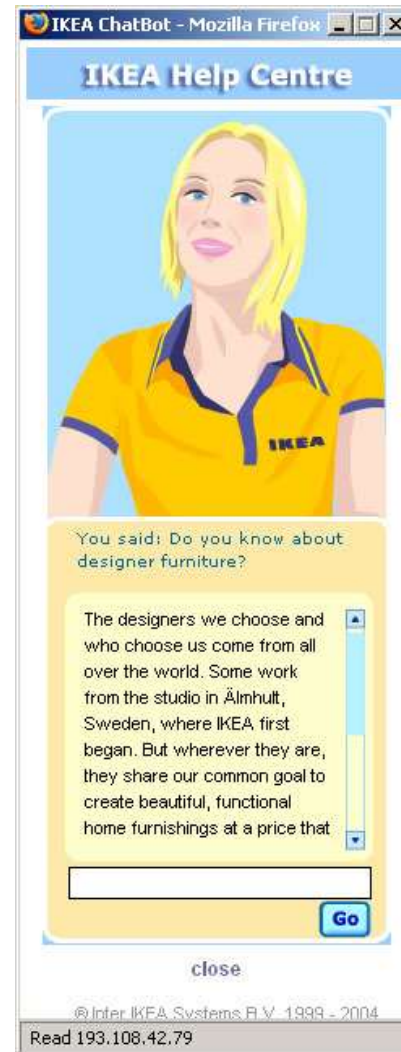 IKEA ChatBot - Mozilla Firefox
IKEA Help Centre
IKEA
You said: Do you know about
designer furniture?
The designers we choose and
who choose us come from all
over the world. Some work
from the studio in Älmhult,
Sweden, where IKEA first
began. But wherever they are,
they share our common goal to
create beautiful, functional
home furnishings at a price that
Go
close
© Inter IKEA Systems B.V. 1999 - 2004
Read 193.108.42.79